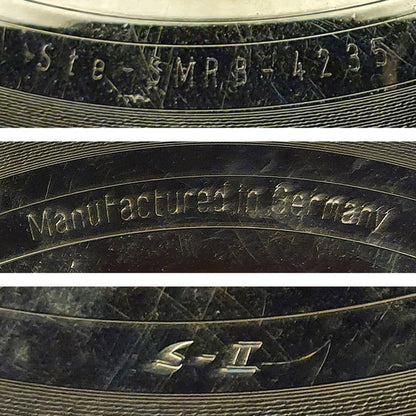 Ste-SMPB-4235
Manufactured in Germany
S-II